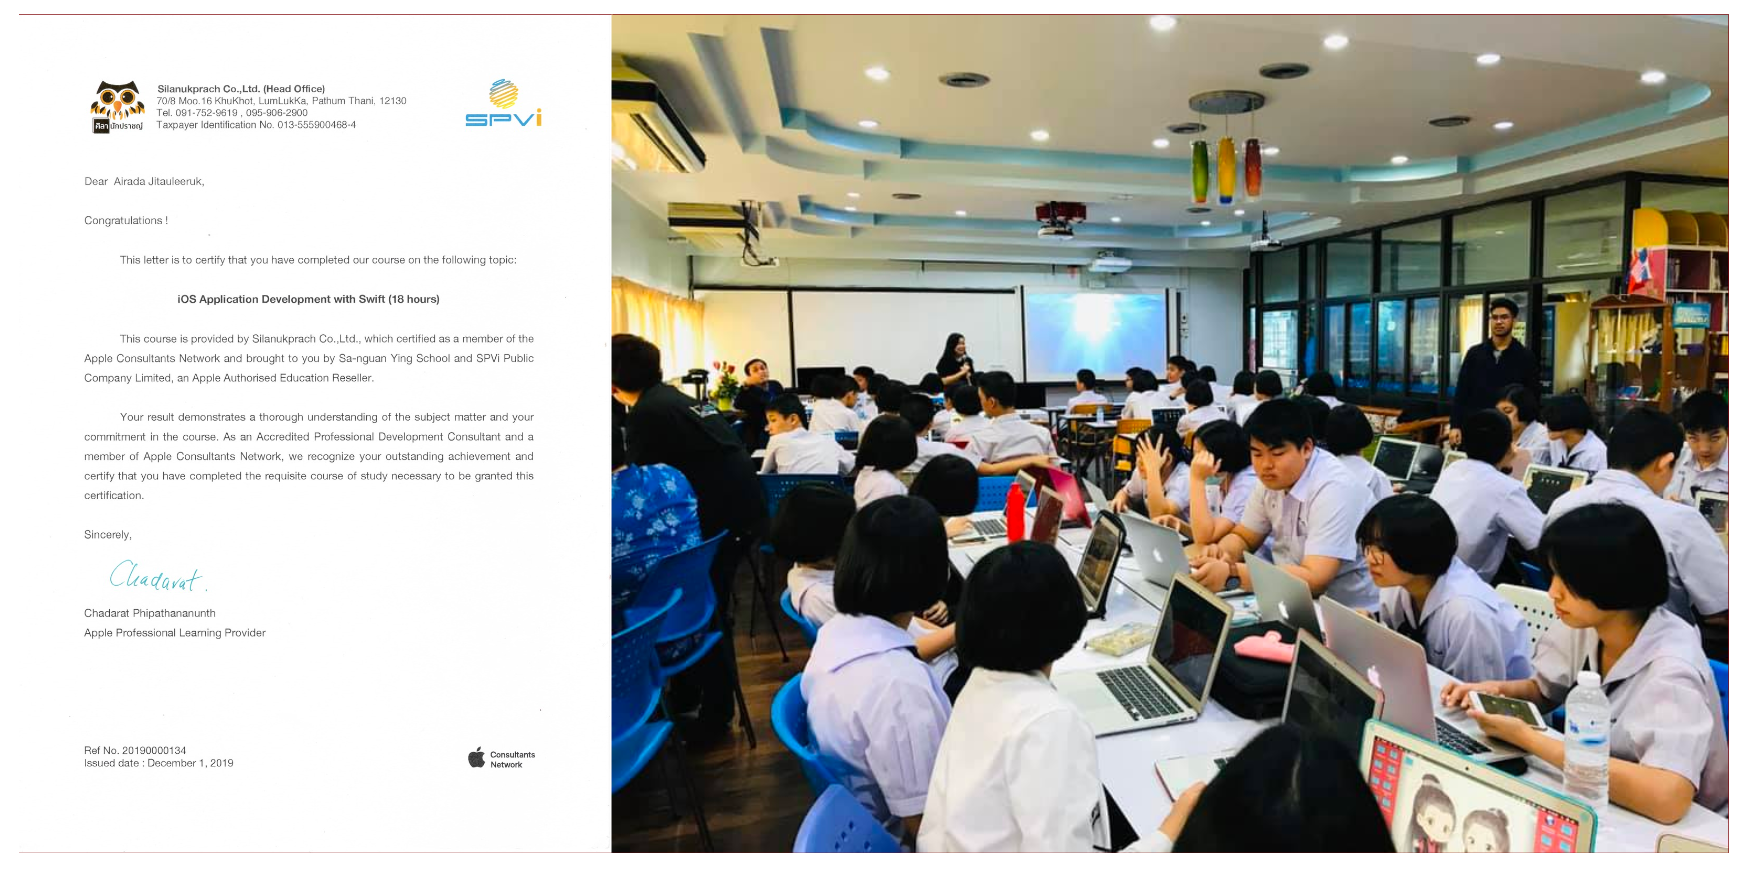 Silanukprach Co.,Ltd. (Head Office)
70/8 Moo.16 KhuKhot, LumLukKa, Pathum Thani, 12130
Tel. 091-752-9619 , 095-906-2900
Taxpayer Identification No. 013-555900468-4
ศิลานักปราชญ์
SPVi
Dear Airada Jitauleeruk,
Congratulations !
This letter is to certify that you have completed our course on the following topic:
iOS Application Development with Swift (18 hours)
This course is provided by Silanukprach Co.,Ltd., which certified as a member of the
Apple Consultants Network and brought to you by Sa-nguan Ying School and SPVi Public
Company Limited, an Apple Authorised Education Reseller.
Your result demonstrates a thorough understanding of the subject matter and your
commitment in the course. As an Accredited Professional Development Consultant and a
member of Apple Consultants Network, we recognize your outstanding achievement and
certify that you have completed the requisite course of study necessary to be granted this
certification.
Sincerely,
Chadarat.
Chadarat Phipathananunth
Apple Professional Learning Provider
Ref No. 20190000134
Issued date : December 1, 2019
Consultants
Network